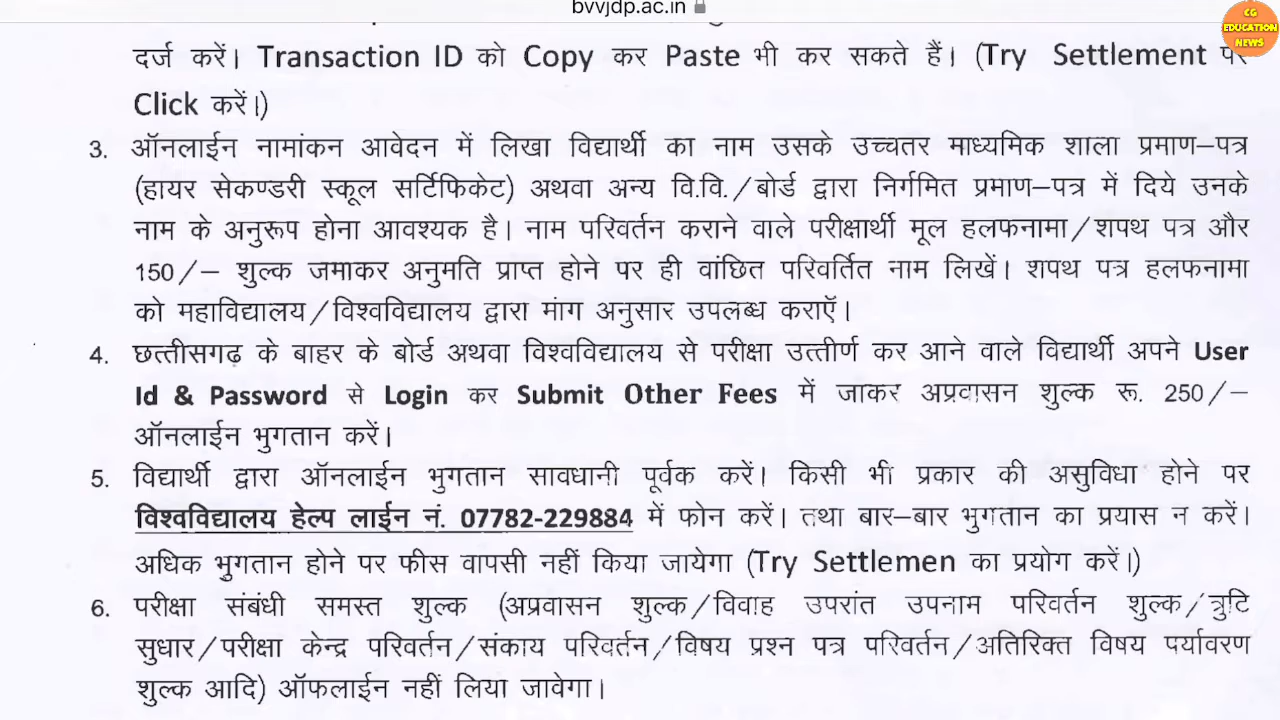 bvvjdp.ac.in
CG
EDUCATION
NEWS
दर्ज करें। Transaction ID को Copy कर Paste भी कर सकते हैं। (Try Settlement पर
Click करें।)
3. ऑनलाईन नामांकन आवेदन में लिखा विद्यार्थी का नाम उसके उच्चतर माध्यमिक शाला प्रमाण–पत्र
(हायर सेकण्डरी स्कूल सर्टिफिकेट) अथवा अन्य वि.वि./बोर्ड द्वारा निर्गमित प्रमाण–पत्र में दिये उनके
नाम के अनुरूप होना आवश्यक है। नाम परिवर्तन कराने वाले परीक्षार्थी मूल हलफनामा/शपथ पत्र और
150/– शुल्क जमाकर अनुमति प्राप्त होने पर ही वांछित परिवर्तित नाम लिखें। शपथ पत्र हलफनामा
को महाविद्यालय/विश्वविद्यालय द्वारा मांग अनुसार उपलब्ध कराऍ।
4. छत्तीसगढ़ के बाहर के बोर्ड अथवा विश्वविद्यालय से परीक्षा उत्तीर्ण कर आने वाले विद्यार्थी अपने User
Id & Password से Login कर Submit Other Fees में जाकर अप्रवासन शुल्क रू. 250/–
ऑनलाईन भुगतान करें।
5. विद्यार्थी द्वारा ऑनलाईन भुगतान सावधानी पूर्वक करें। किसी भी प्रकार की असुविधा होने पर
विश्वविद्यालय हेल्प लाईन नं. 07782-229884 में फोन करें। तथा बार–बार भुगतान का प्रयास न करें।
अधिक भुगतान होने पर फीस वापसी नहीं किया जायेगा (Try Settlemen का प्रयोग करें।)
6. परीक्षा संबंधी समस्त शुल्क (अप्रवासन शुल्क/विवाह उपरांत उपनाम परिवर्तन शुल्क/त्रुटि
सुधार/परीक्षा केन्द्र परिवर्तन/संकाय परिवर्तन/विषय प्रश्न पत्र परिवर्तन/अतिरिक्त विषय पर्यावरण
शुल्क आदि) ऑफलाईन नहीं लिया जावेगा।